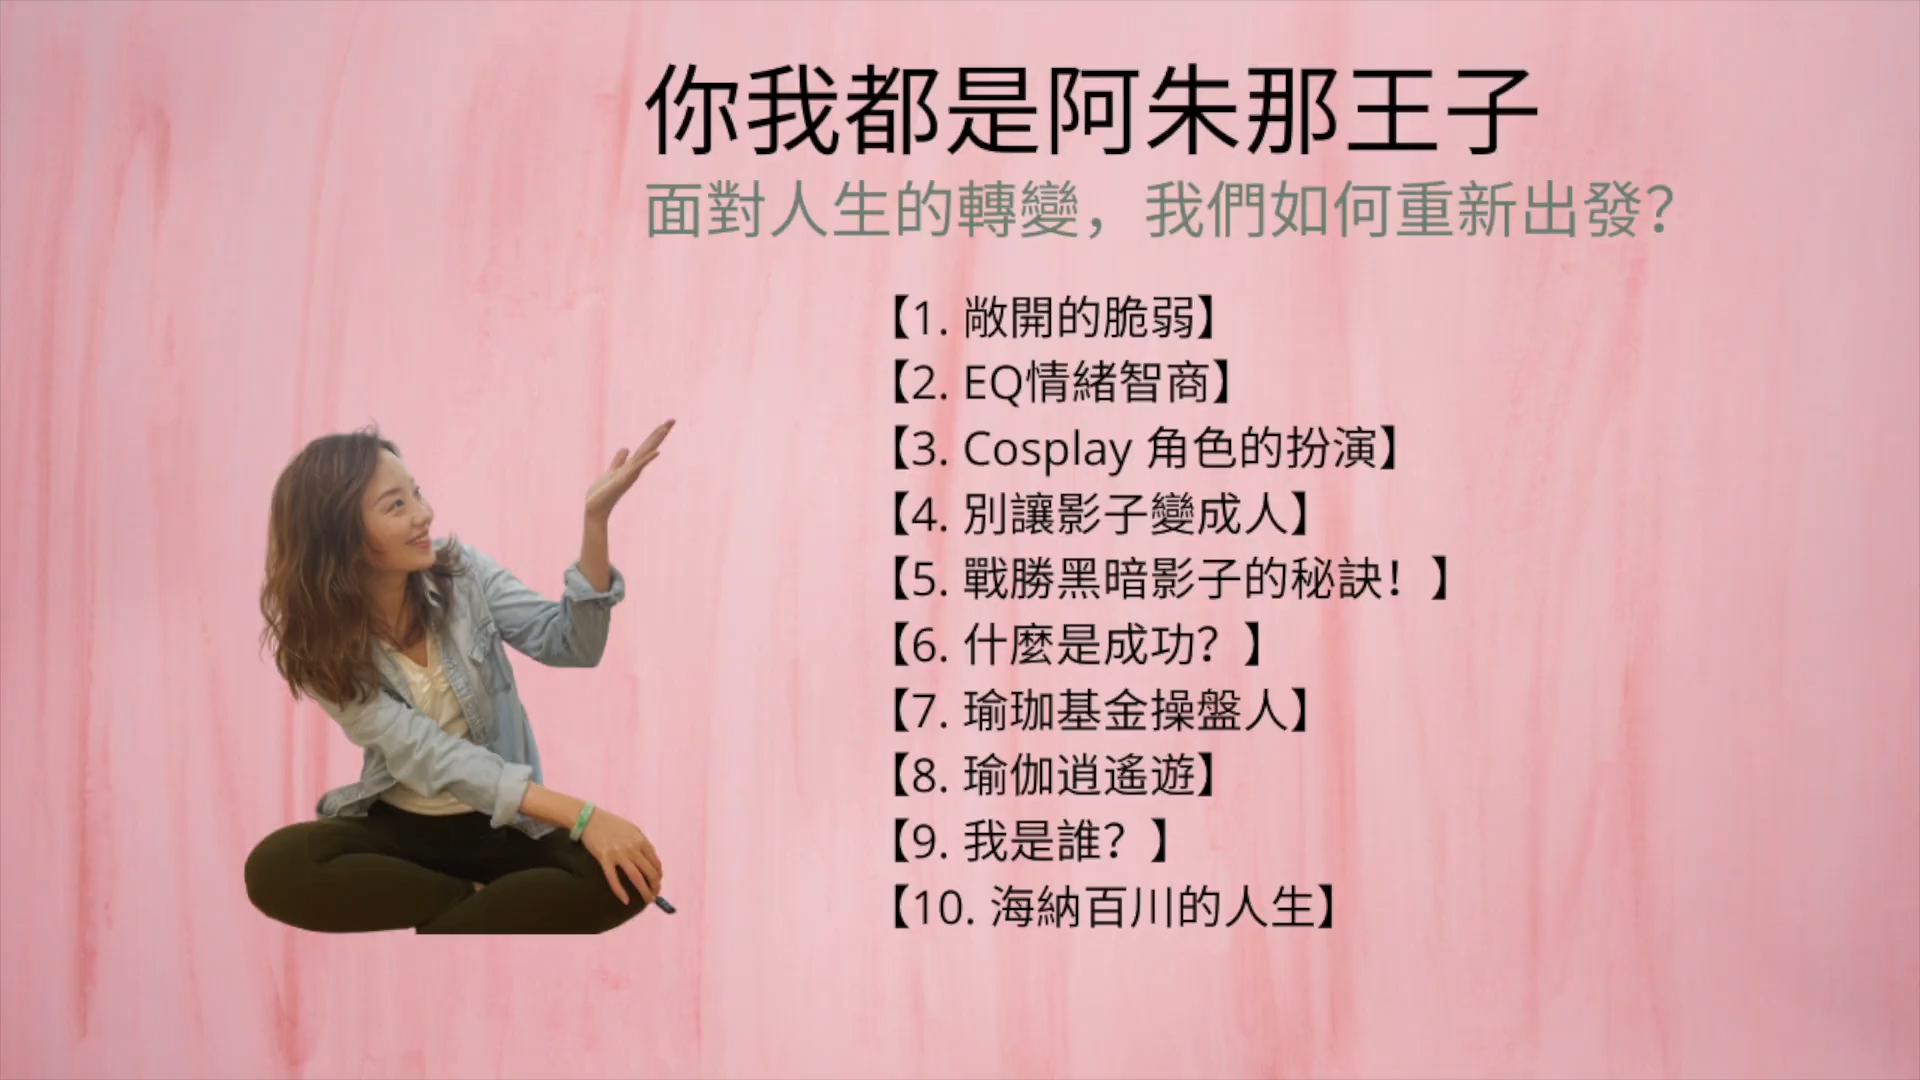 你我都是阿朱那王子
面對人生的轉變，我們如何重新出發？
【1. 敞開的脆弱】
【2. EQ情緒智商】
【3. Cosplay 角色的扮演】
【4. 別讓影子變成人】
【5. 戰勝黑暗影子的秘訣！】
【6. 什麼是成功？】
【7. 瑜珈基金操盤人】
【8. 瑜伽逍遙遊】
【9. 我是誰？】
【10. 海納百川的人生】